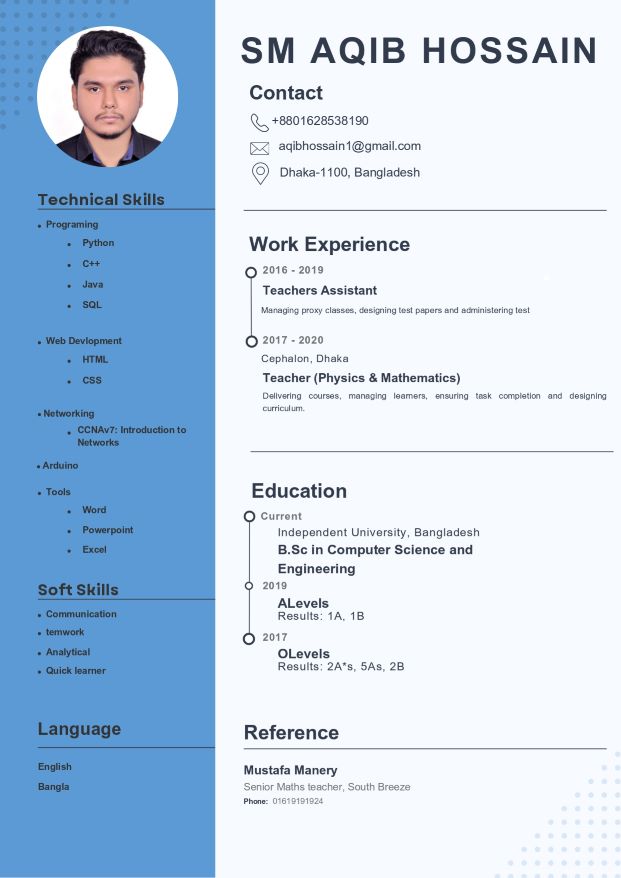 SM AQIB HOSSAIN
Contact
+8801628538190
aqibhossain1@gmail.com
Dhaka-1100, Bangladesh
Technical Skills
• Programing
• Python
• C++
• Java
• SQL
• Web Devlopment
• HTML
• CSS
• Networking
• CCNAv7: Introduction to
Networks
• Arduino
• Tools
• Word
• Powerpoint
• Excel
Soft Skills
• Communication
• temwork
• Analytical
• Quick learner
Language
English
Bangla
Work Experience
2016 - 2019
Teachers Assistant
Managing proxy classes, designing test papers and administering test
2017 - 2020
Cephalon, Dhaka
Teacher (Physics & Mathematics)
Delivering courses, managing learners, ensuring task completion and designing
curriculum.
Education
Current
Independent University, Bangladesh
B.Sc in Computer Science and
Engineering
2019
ALevels
Results: 1A, 1B
2017
OLevels
Results: 2A*s, 5As, 2B
Reference
Mustafa Manery
Senior Maths teacher, South Breeze
Phone: 01619191924